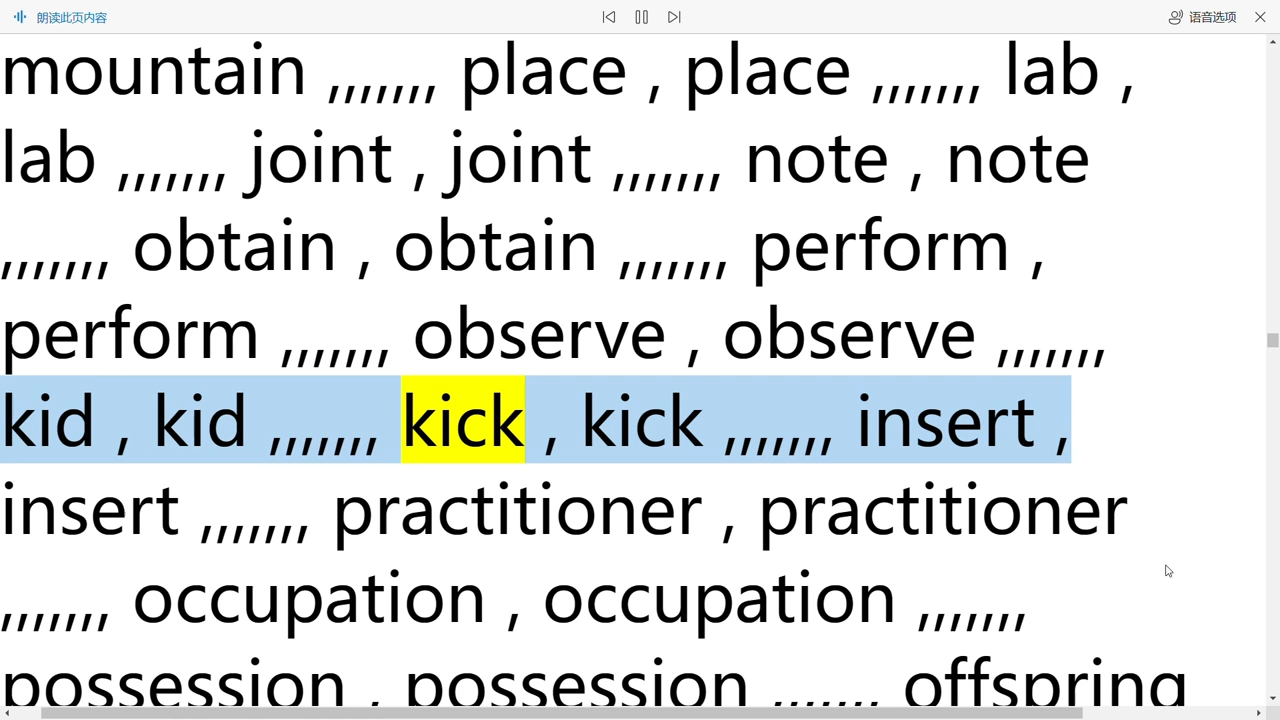 朗读此页内容
语音选项
mountain ,,,,,,, place , place ,,,,,,, lab ,
lab ,,,,,,, joint , joint ,,,,,,, note , note
,,,,,,, obtain , obtain ,,,,,,, perform ,
perform ,,,,,,, observe , observe ,,,,,,,
kid , kid ,,,,,,, kick , kick ,,,,,,, insert ,
insert ,,,,,,, practitioner , practitioner
,,,,,,, occupation , occupation ,,,,,,,
possession , possession ,,,,,,, offspring